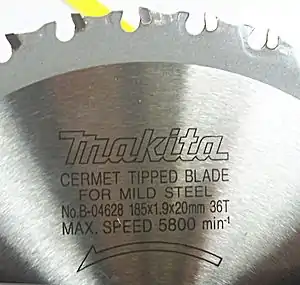 makita
CERMET TIPPED BLADE
FOR MILD STEEL
No.B-04628 185x1.9x20mm 36T
MAX. SPEED 5800 min⁻¹